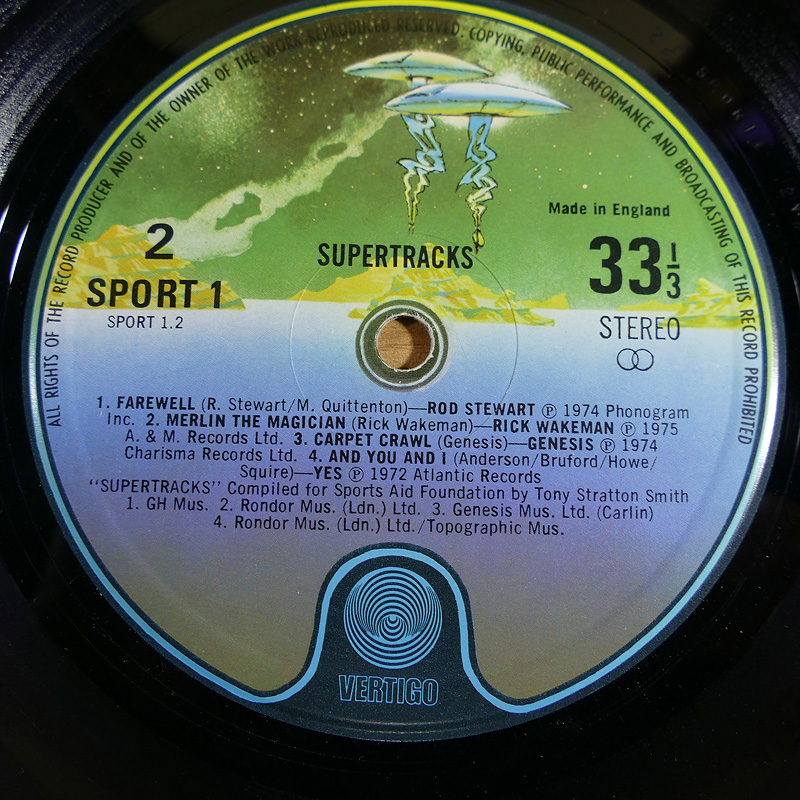 ALL RIGHTS OF THE RECORD PRODUCER AND OF THE OWNER OF THE WORK REPRODUCED RESERVED. COPYING, PUBLIC PERFORMANCE AND BROADCASTING OF THIS RECORD PROHIBITED
Made in England
2
SUPERTRACKS
33 1/3
SPORT 1
SPORT 1.2
STEREO
1. FAREWELL (R. Stewart/M. Quittenton)—ROD STEWART Ⓟ 1974 Phonogram
Inc. 2. MERLIN THE MAGICIAN (Rick Wakeman)—RICK WAKEMAN Ⓟ 1975
A. & M. Records Ltd. 3. CARPET CRAWL (Genesis)—GENESIS Ⓟ 1974
Charisma Records Ltd. 4. AND YOU AND I (Anderson/Bruford/Howe/
Squire)—YES Ⓟ 1972 Atlantic Records
“SUPERTRACKS” Compiled for Sports Aid Foundation by Tony Stratton Smith
1. GH Mus. 2. Rondor Mus. (Ldn.) Ltd. 3. Genesis Mus. Ltd. (Carlin)
4. Rondor Mus. (Ldn.) Ltd./Topographic Mus.
VERTIGO